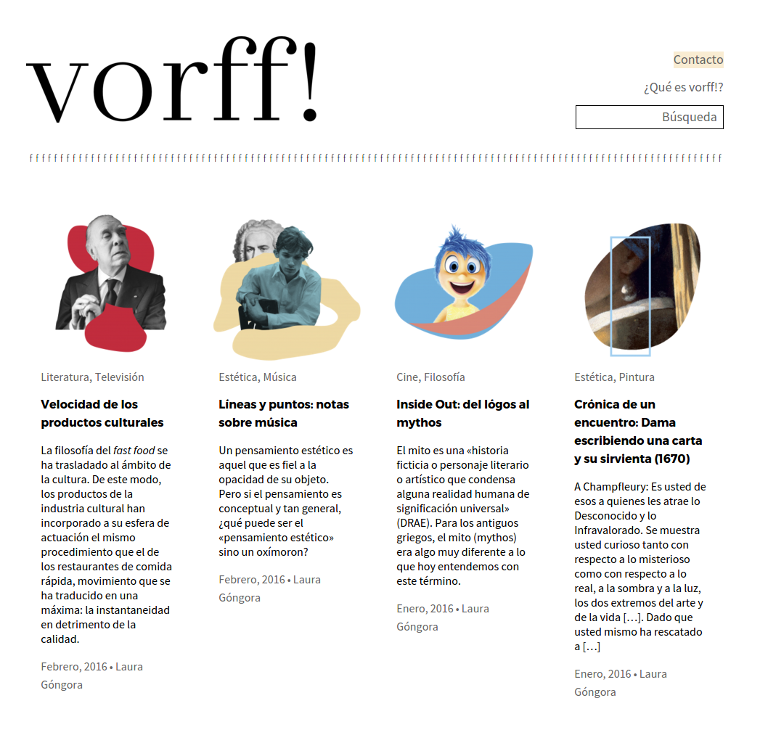 vorff!
Contacto
¿Qué es vorff!?
Búsqueda
f f f f f f f f f f f f f f f f f f f f f f f f f f f f f f f f f f f f f f f f f f f f f f f f f f f f f f f f f f f f f f f f f f f f f f f f f f f f f f f f f f f f f f f f f f f f f f f f f f f f f f f f f f f f f f f
Literatura, Televisión
Velocidad de los
productos culturales
La filosofía del fast food se
ha trasladado al ámbito de
la cultura. De este modo,
los productos de la
industria cultural han
incorporado a su esfera de
actuación el mismo
procedimiento que el de
los restaurantes de comida
rápida, movimiento que se
ha traducido en una
máxima: la instantaneidad
en detrimento de la
calidad.
Febrero, 2016 • Laura
Góngora
Estética, Música
Líneas y puntos: notas
sobre música
Un pensamiento estético es
aquel que es fiel a la
opacidad de su objeto.
Pero si el pensamiento es
conceptual y tan general,
¿qué puede ser el
«pensamiento estético»
sino un oxímoron?
Febrero, 2016 • Laura
Góngora
Cine, Filosofía
Inside Out: del lógos al
mythos
El mito es una «historia
ficticia o personaje literario
o artístico que condensa
alguna realidad humana de
significación universal»
(DRAE). Para los antiguos
griegos, el mito (mythos)
era algo muy diferente a lo
que hoy entendemos con
este término.
Enero, 2016 • Laura
Góngora
Estética, Pintura
Crónica de un
encuentro: Dama
escribiendo una carta
y su sirvienta (1670)
A Champfleury: Es usted de
esos a quienes les atrae lo
Desconocido y lo
Infravalorado. Se muestra
usted curioso tanto con
respecto a lo misterioso
como con respecto a lo
real, a la sombra y a la luz,
los dos extremos del arte y
de la vida […]. Dado que
usted mismo ha rescatado
a […]
Enero, 2016 • Laura
Góngora